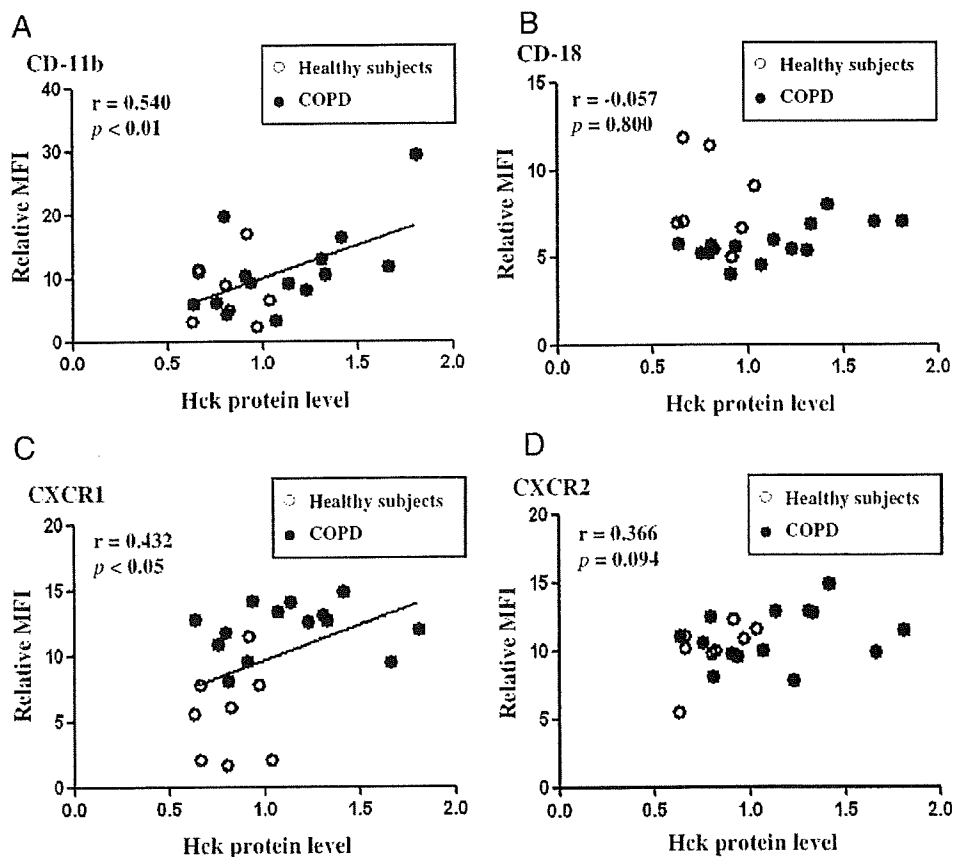 A
CD-11b
Healthy subjects
COPD
r = 0.540
p < 0.01
Relative MFI
40
30
20
10
0
0.0 0.5 1.0 1.5 2.0
Hck protein level
B
CD-18
Healthy subjects
COPD
r = -0.057
p = 0.800
Relative MFI
15
10
5
0
0.0 0.5 1.0 1.5 2.0
Hck protein level
C
CXCR1
Healthy subjects
COPD
r = 0.432
p < 0.05
Relative MFI
20
15
10
5
0
0.0 0.5 1.0 1.5 2.0
Hck protein level
D
CXCR2
Healthy subjects
COPD
r = 0.366
p = 0.094
Relative MFI
20
15
10
5
0
0.0 0.5 1.0 1.5 2.0
Hck protein level